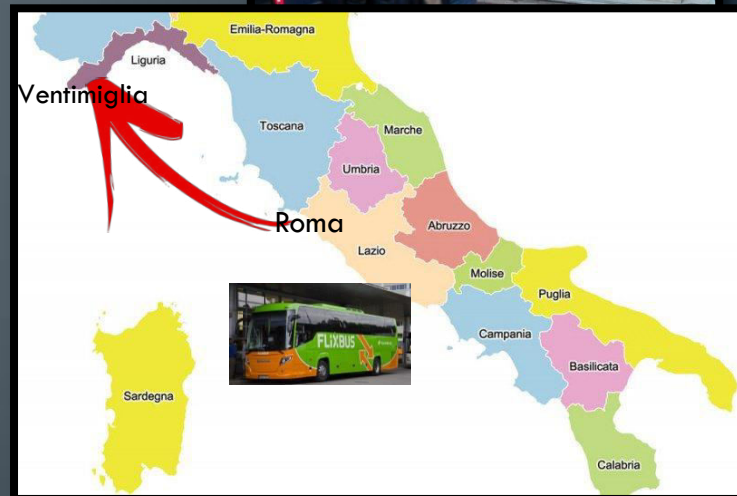 Emilia-Romagna
Liguria
Ventimiglia
Toscana
Marche
Umbria
Roma
Abruzzo
Lazio
Molise
Puglia
FLiXBUS
Campania
Basilicata
Sardegna
Calabria